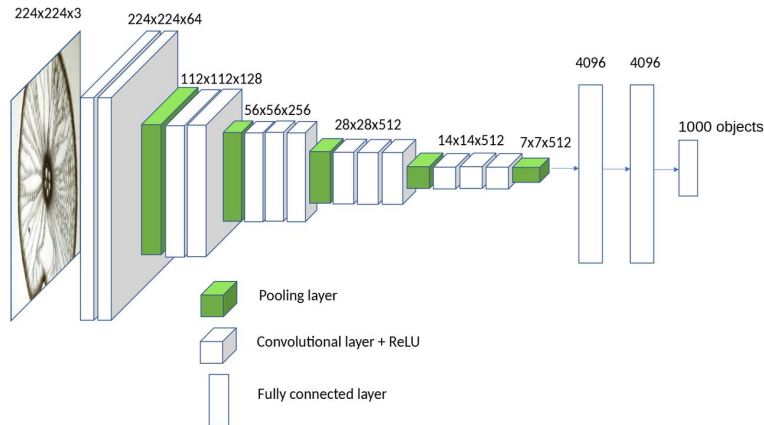 224x224x3
224x224x64
112x112x128
56x56x256
28x28x512
14x14x512
7x7x512
4096
4096
1000 objects
Pooling layer
Convolutional layer + ReLU
Fully connected layer